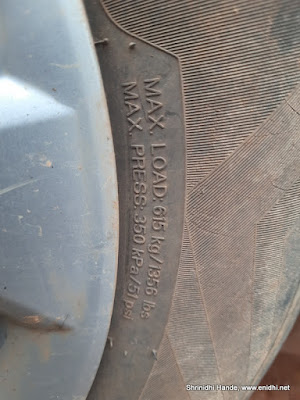 MAX. LOAD: 615 kg/1356 lbs
MAX. PRESS: 350 kPa/51 psi
Shrinidhi Hande, www.enidhi.net